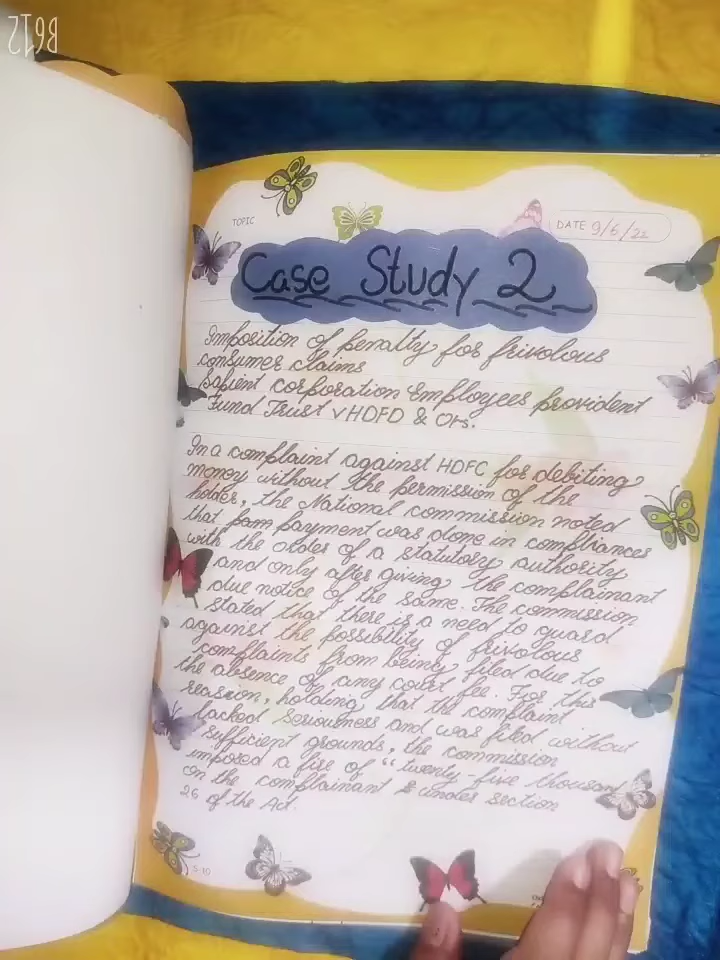 B612
TOPIC
DATE 9/6/22
Case Study 2
Imposition of penalty for frivolous
consumer claims
Sapient corporation Employees provident
Fund Trust v HDFD & Ors.
In a complaint against HDFC for debiting
money without the permission of the
holder, the National commission noted
that payment was done in compliances
with the order of a statutory authority
and only after giving the complainant
due notice of the same. The commission
stated that there is a need to guard
against the possibility of frivolous
complaints from being filed due to
the absence of any court fee. For this
reason, holding that the complaint
lacked seriousness and was filed without
sufficient grounds, the commission
imposed a fire of “twenty-five thousand
on the complainant under section
26 of the Act.
S-10